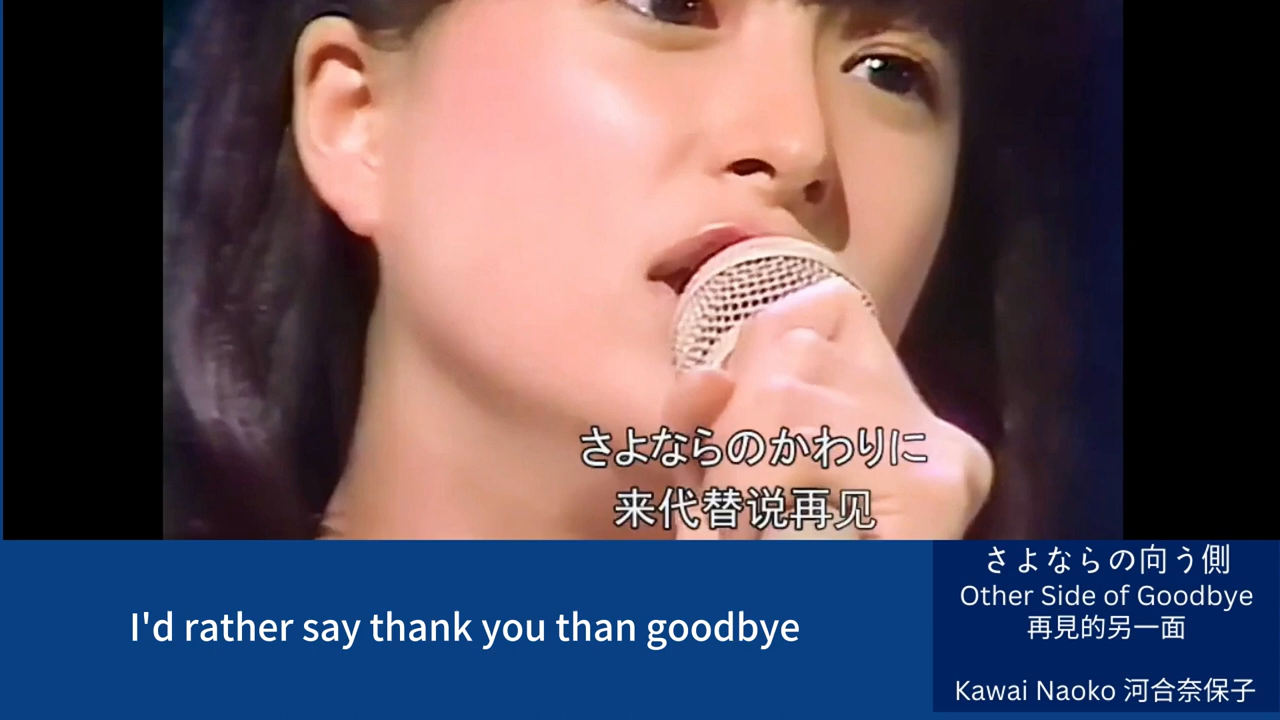 さよならのかわりに
来代替说再见
I'd rather say thank you than goodbye
さよならの向う側
Other Side of Goodbye
再見的另一面
Kawai Naoko 河合奈保子